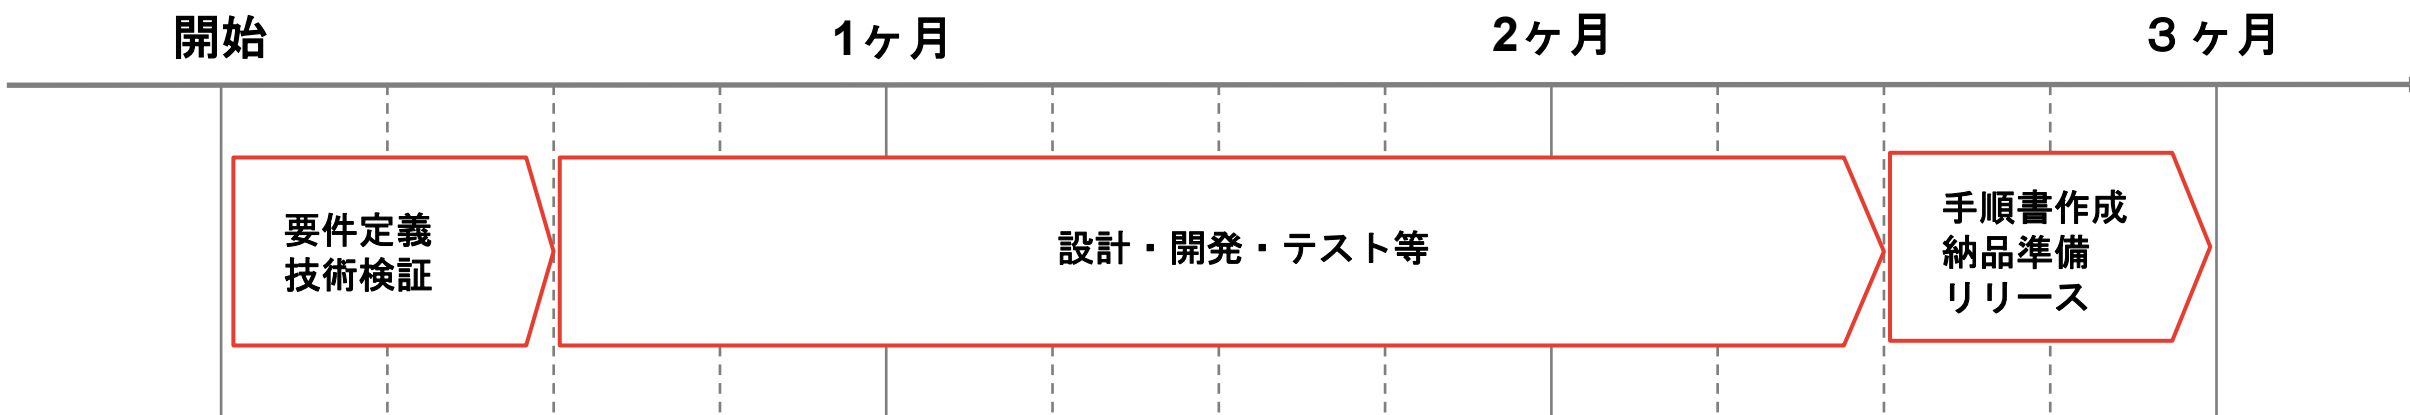 開始
1ヶ月
2ヶ月
３ヶ月
要件定義
技術検証
設計・開発・テスト等
手順書作成
納品準備
リリース